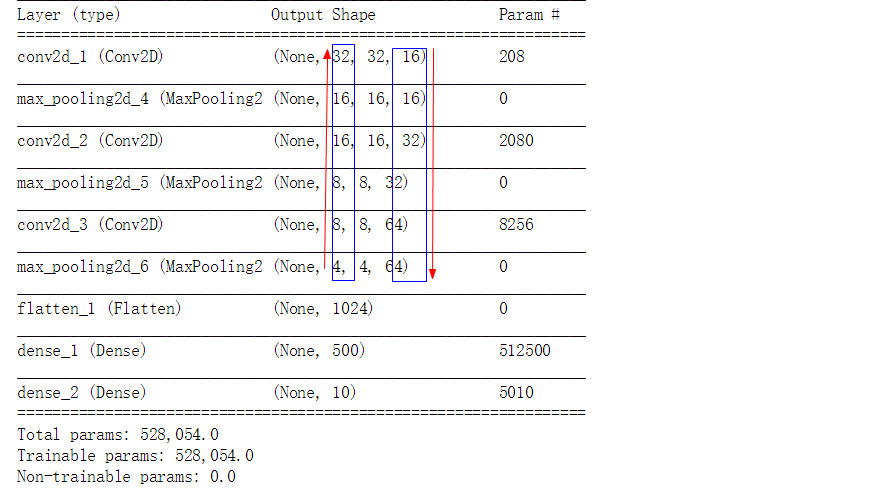 Layer (type) Output Shape Param #
=================================================================
conv2d_1 (Conv2D) (None, 32, 32, 16) 208
max_pooling2d_4 (MaxPooling2 (None, 16, 16, 16) 0
conv2d_2 (Conv2D) (None, 16, 16, 32) 2080
max_pooling2d_5 (MaxPooling2 (None, 8, 8, 32) 0
conv2d_3 (Conv2D) (None, 8, 8, 64) 8256
max_pooling2d_6 (MaxPooling2 (None, 4, 4, 64) 0
flatten_1 (Flatten) (None, 1024) 0
dense_1 (Dense) (None, 500) 512500
dense_2 (Dense) (None, 10) 5010
=================================================================
Total params: 528,054.0
Trainable params: 528,054.0
Non-trainable params: 0.0